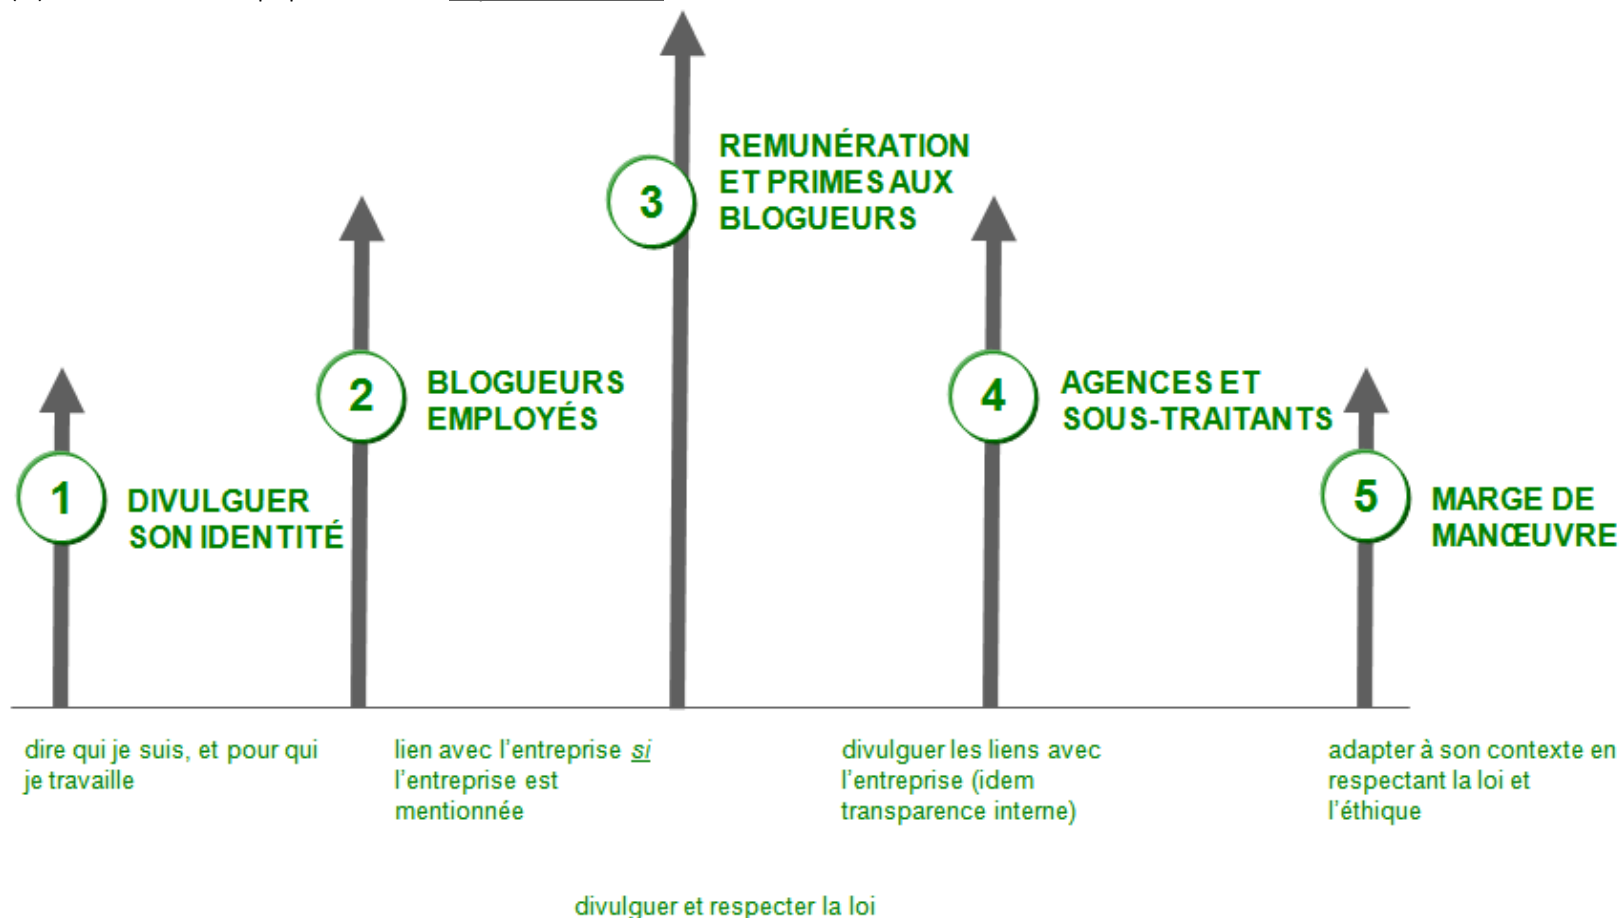 3
REMUNÉRATION
ET PRIMES AUX
BLOGUEURS
2
BLOGUEURS
EMPLOYÉS
4
AGENCES ET
SOUS-TRAITANTS
1
DIVULGUER
SON IDENTITÉ
5
MARGE DE
MANŒUVRE
dire qui je suis, et pour qui
je travaille
lien avec l'entreprise si
l'entreprise est
mentionnée
divulguer les liens avec
l'entreprise (idem
transparence interne)
adapter à son contexte en
respectant la loi et
l'éthique
divulguer et respecter la loi